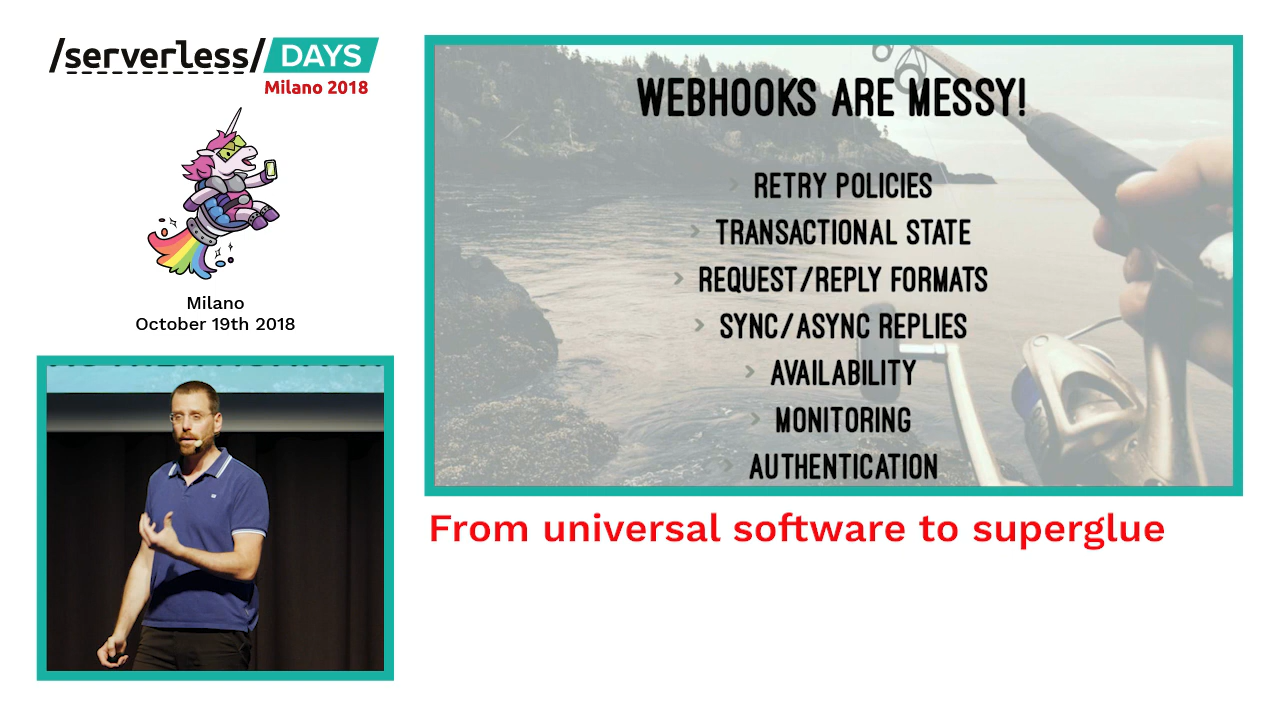 /serverless/ DAYS
Milano 2018
Milano
October 19th 2018
WEBHOOKS ARE MESSY!
RETRY POLICIES
TRANSACTIONAL STATE
REQUEST/REPLY FORMATS
SYNC/ASYNC REPLIES
AVAILABILITY
MONITORING
AUTHENTICATION
From universal software to superglue